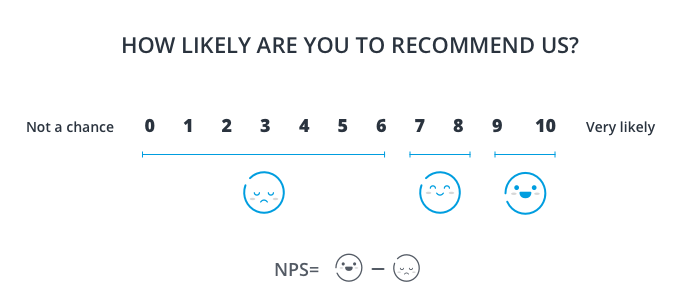 HOW LIKELY ARE YOU TO RECOMMEND US?
Not a chance 0 1 2 3 4 5 6 7 8 9 10 Very likely
NPS= –